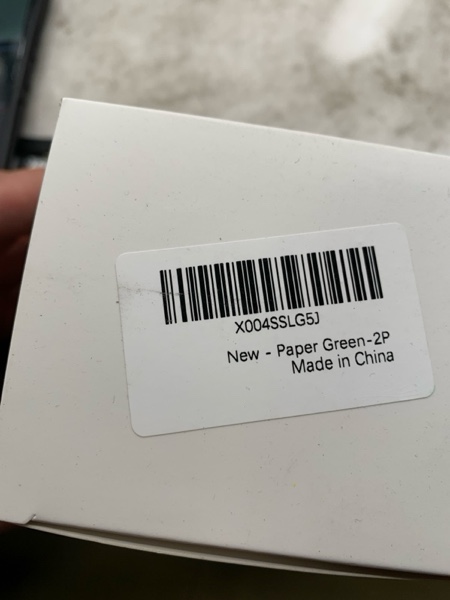 X004SSLG5J
New - Paper Green-2P
Made in China